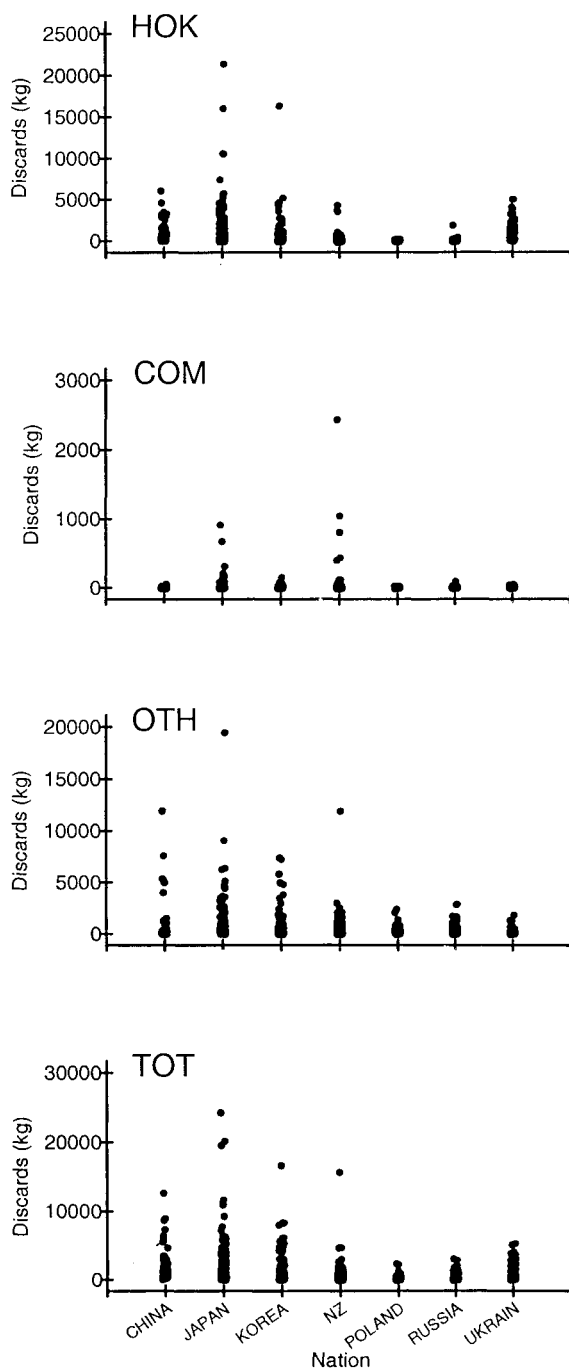 HOK
25000
20000
15000
10000
5000
0
Discards (kg)
COM
3000
2000
1000
0
Discards (kg)
OTH
20000
15000
10000
5000
0
Discards (kg)
TOT
30000
20000
10000
0
Discards (kg)
CHINA
JAPAN
KOREA
NZ
POLAND
RUSSIA
UKRAIN
Nation